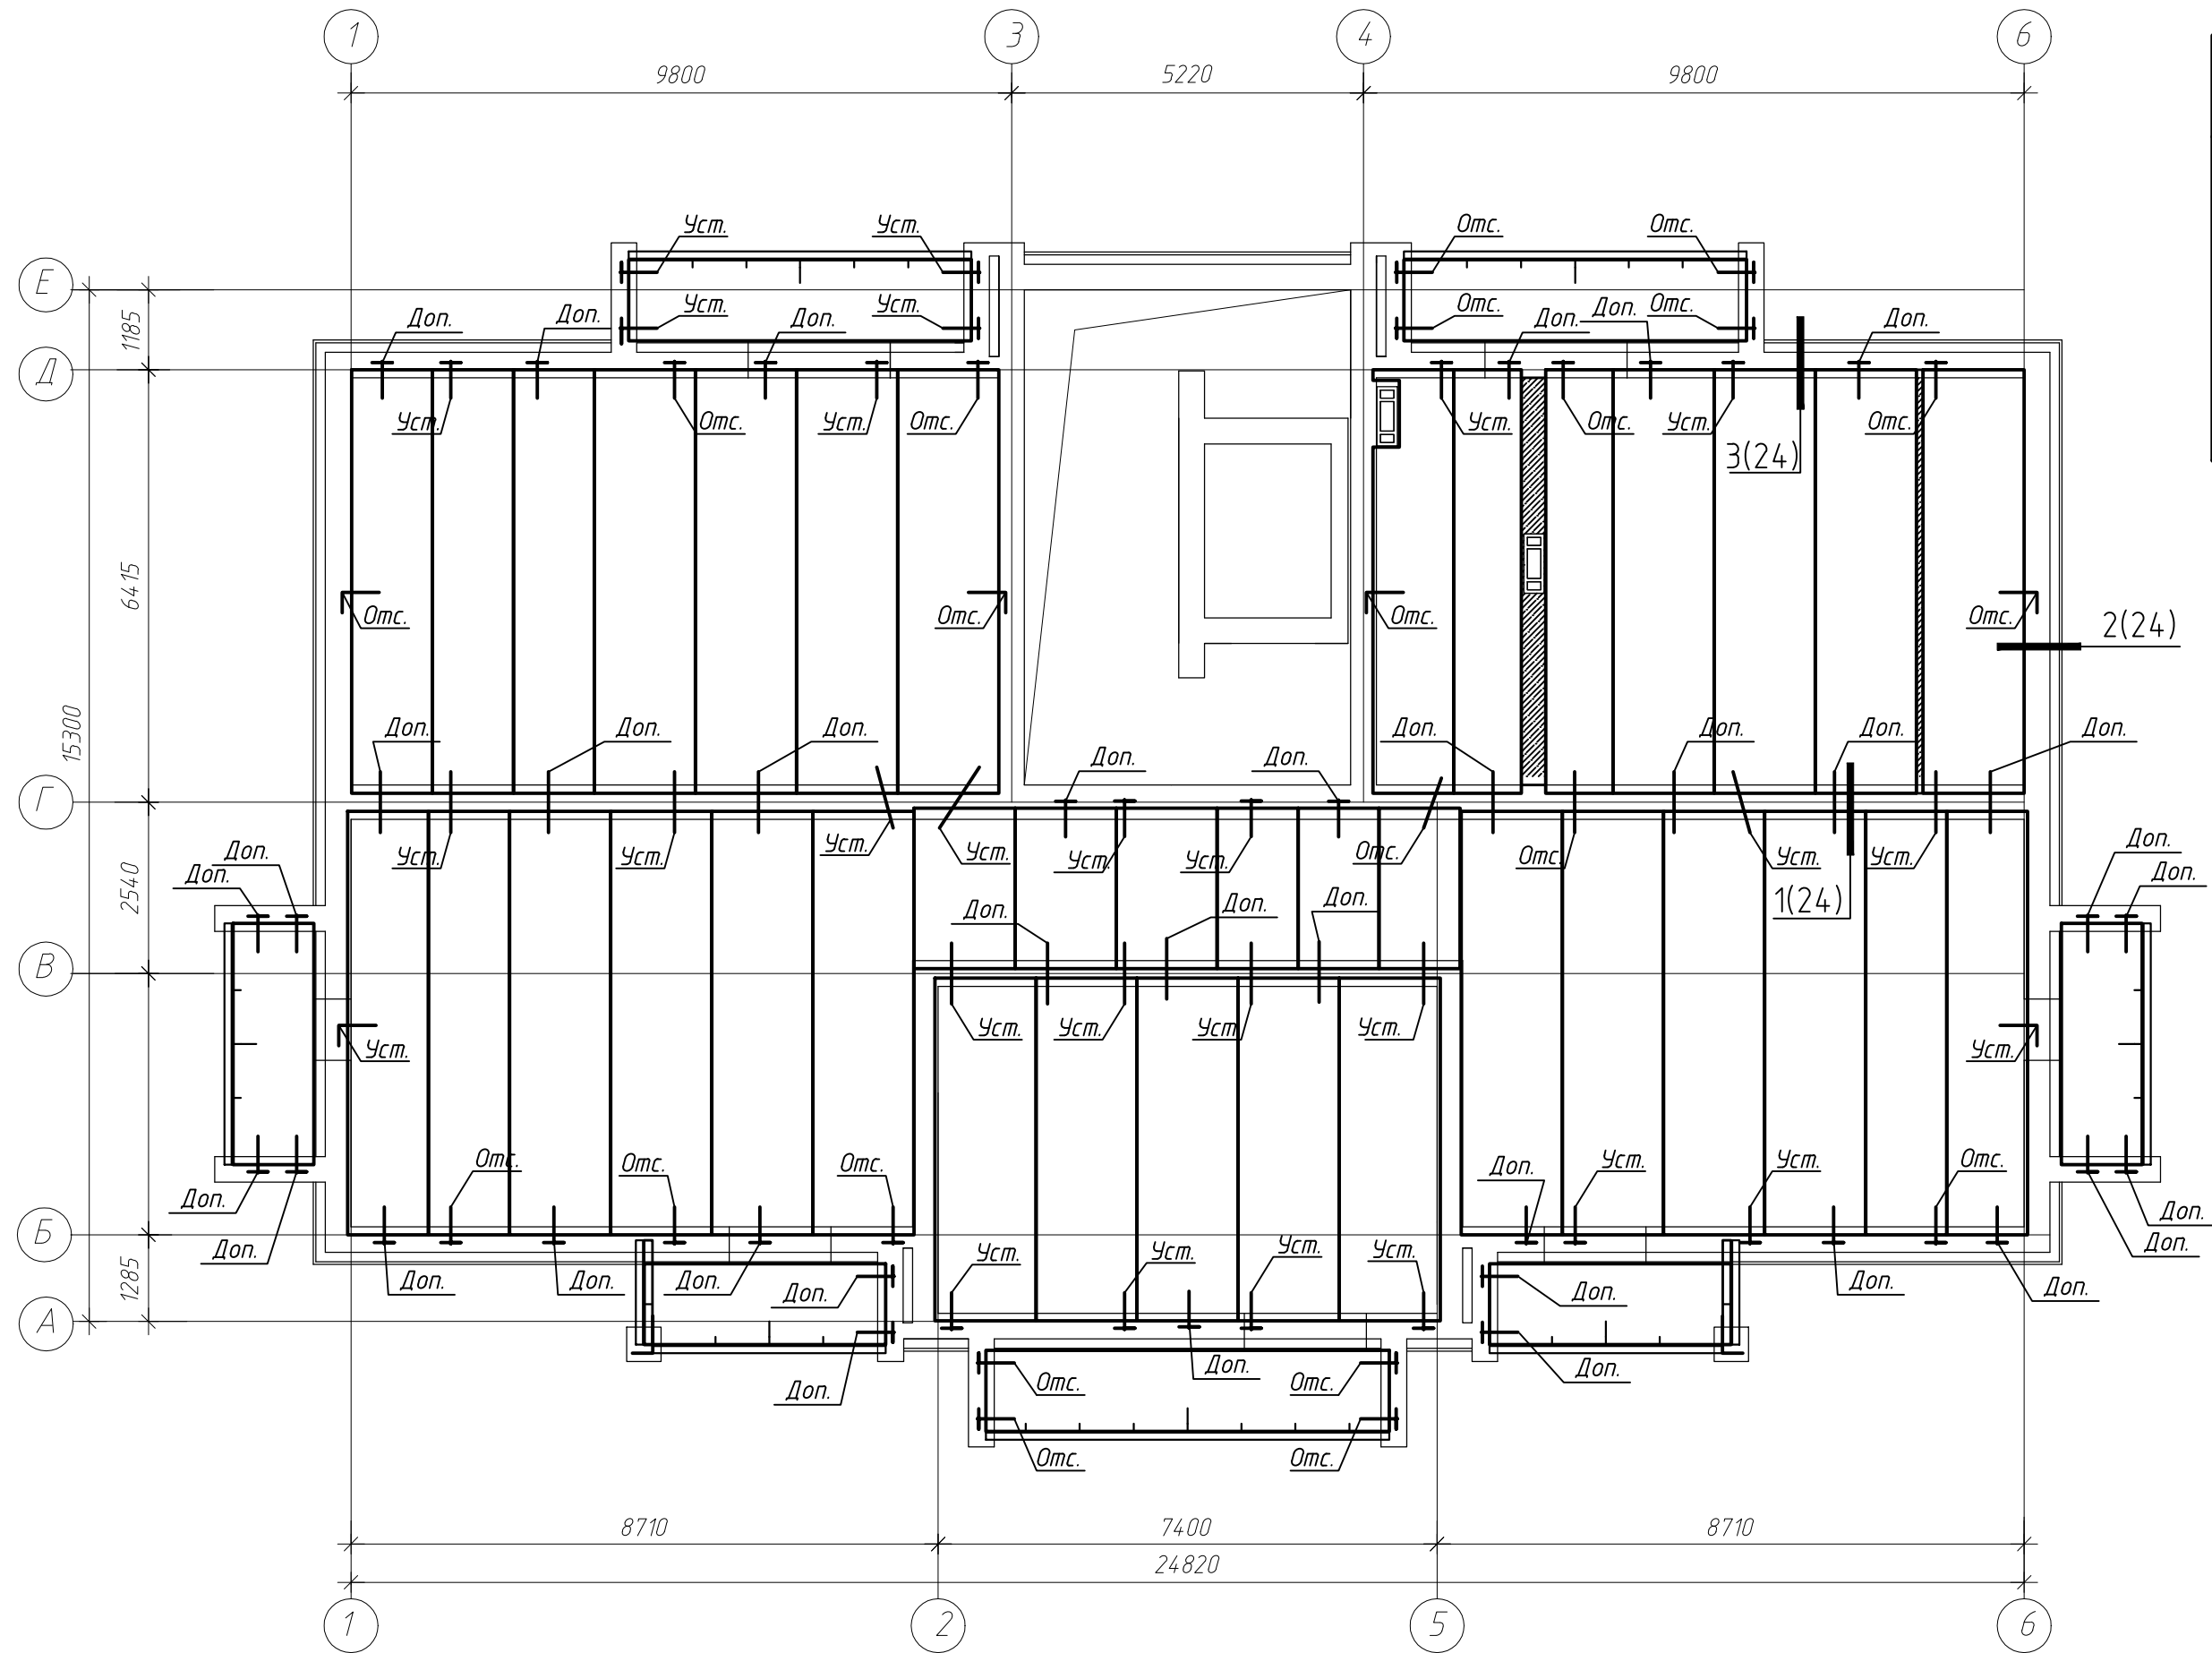 1
3
4
6
9800
5220
9800
Уст.
Уст.
Отс.
Отс.
Е
Уст.
Уст.
Отс.
Доп.
Отс.
Доп.
Доп.
Доп.
Доп.
Доп.
1185
Д
Уст.
Отс.
Уст.
Отс.
Уст.
Отс.
Уст.
Отс.
3(24)
6415
Отс.
Отс.
Отс.
Отс.
2(24)
15300
Доп.
Доп.
Доп.
Доп.
Доп.
Доп.
Доп.
Доп.
Доп.
Г
Доп.
Доп.
Уст.
Уст.
Уст.
Уст.
Уст.
Уст.
Отс.
Отс.
Уст.
Уст.
Доп.
Доп.
2540
Доп.
Доп.
Доп.
1(24)
В
Уст.
Уст.
Уст.
Уст.
Уст.
Уст.
Отс.
Отс.
Отс.
Доп.
Уст.
Уст.
Отс.
Доп.
Доп.
Б
Доп.
Уст.
Уст.
Уст.
Уст.
Доп.
1285
Доп.
Доп.
Доп.
Доп.
Доп.
Доп.
Доп.
А
Доп.
Доп.
Доп.
Отс.
Отс.
Отс.
Отс.
8710
7400
8710
24820
1
2
5
6